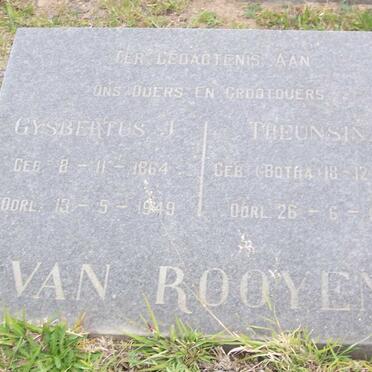 TER GEDAGTENIS AAN
ONS OUERS EN GROOTOUERS
GYSBERTUS J. THEUNSIN
GEB. 8-11-1864 GEB. (BOTHA) 18-12
OORL. 13-5-1949 OORL. 26-6-
VAN ROOYEN